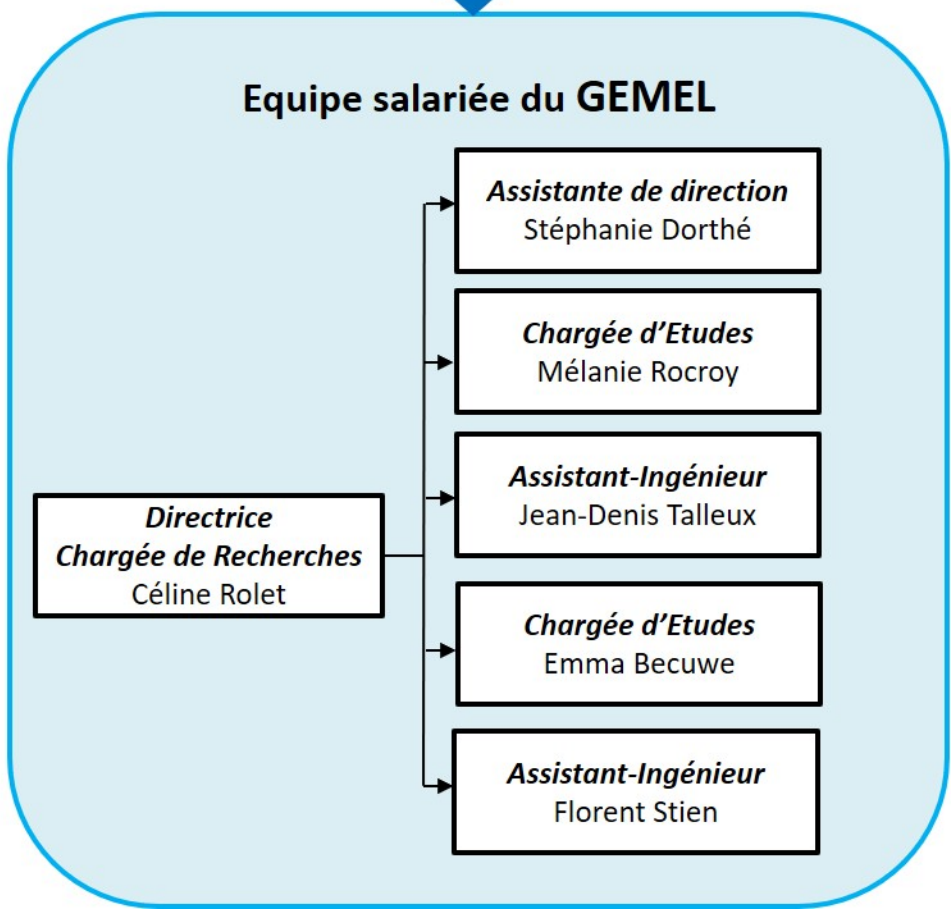 Equipe salariée du GEMEL
Assistante de direction
Stéphanie Dorthé
Chargée d’Etudes
Mélanie Rocroy
Assistant-Ingénieur
Jean-Denis Talleux
Directrice
Chargée de Recherches
Céline Rolet
Chargée d’Etudes
Emma Becuwe
Assistant-Ingénieur
Florent Stien